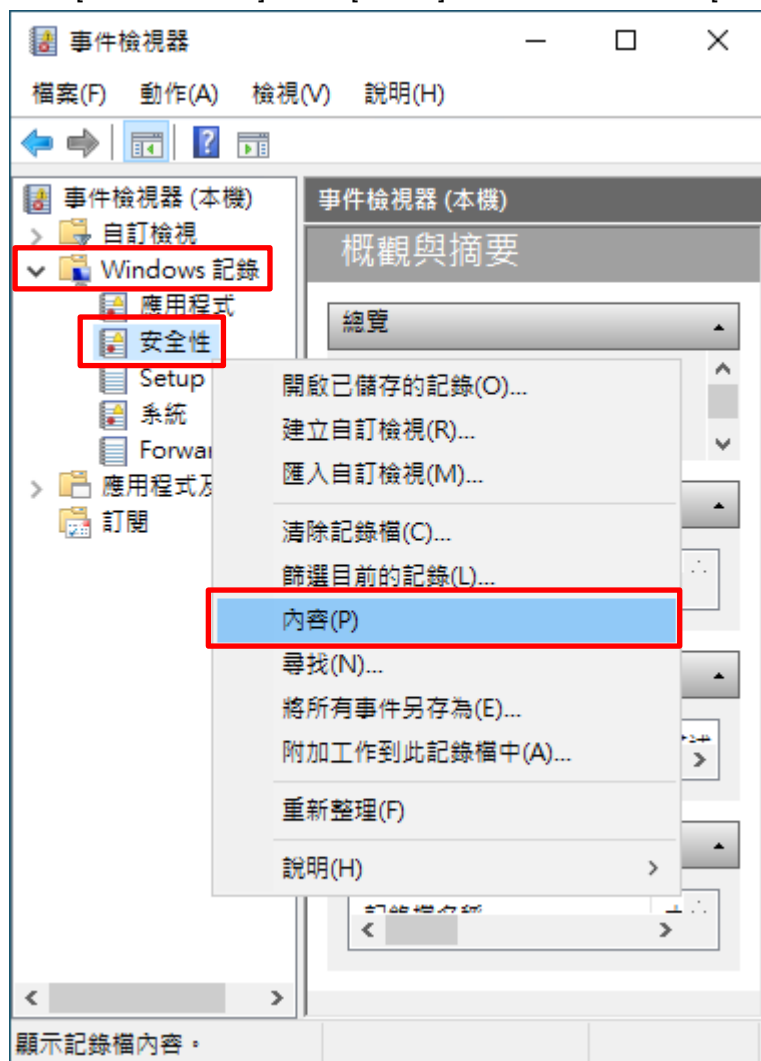 事件檢視器
檔案(F) 動作(A) 檢視(V) 說明(H)
事件檢視器 (本機)
自訂檢視
Windows 記錄
應用程式
安全性
Setup
系統
Forwar
應用程式及
訂閱
事件檢視器 (本機)
概觀與摘要
總覽
開啟已儲存的記錄(O)...
建立自訂檢視(R)...
匯入自訂檢視(M)...
清除記錄檔(C)...
篩選目前的記錄(L)...
內容(P)
尋找(N)...
將所有事件另存為(E)...
附加工作到此記錄檔中(A)...
重新整理(F)
說明(H)
顯示記錄檔內容。